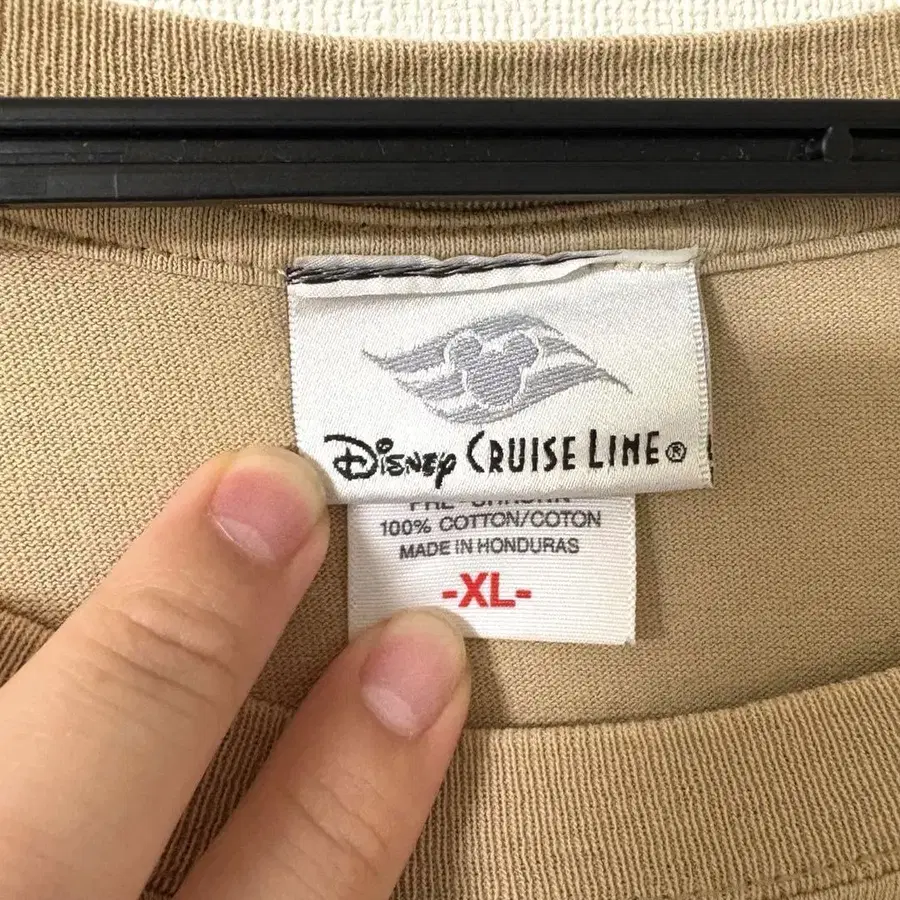 Disney CRUISE LINE®
100% COTTON/COTON
MADE IN HONDURAS
-XL-